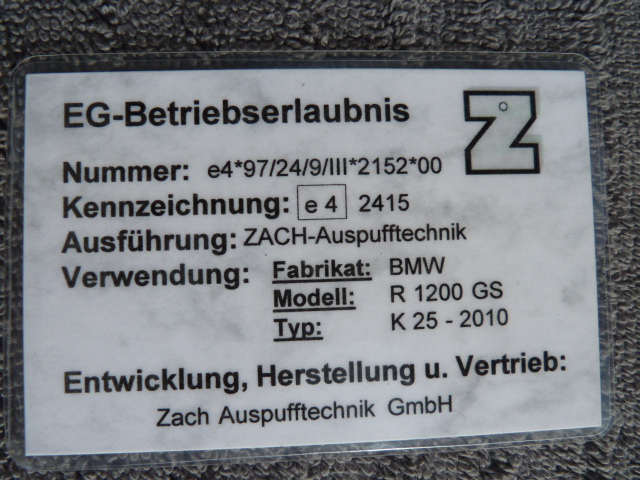 EG-Betriebserlaubnis
Z
Nummer: e4*97/24/9/III*2152*00
Kennzeichnung: e 4 2415
Ausführung: ZACH-Auspufftechnik
Verwendung: Fabrikat: BMW
Modell: R 1200 GS
Typ: K 25 - 2010
Entwicklung, Herstellung u. Vertrieb:
Zach Auspufftechnik GmbH